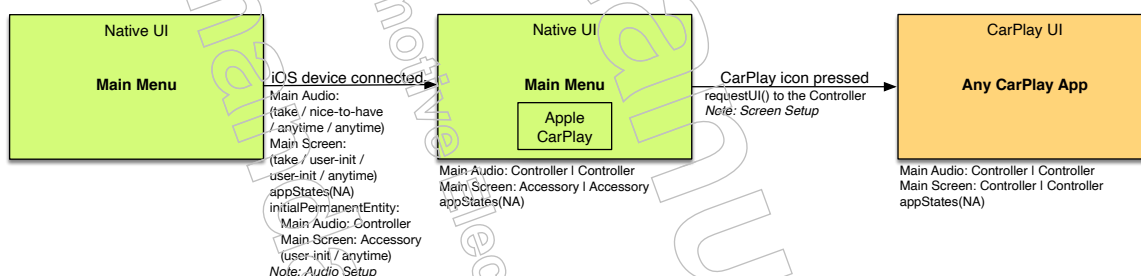 Native UI
Main Menu
iOS device connected
Main Audio:
(take / nice-to-have
/ anytime / anytime)
Main Screen:
(take / user-init /
user-init / anytime)
appStates(NA)
initialPermanentEntity:
Main Audio: Controller
Main Screen: Accessory
(user-init / anytime)
Note: Audio Setup
Native UI
Main Menu
Apple
CarPlay
Main Audio: Controller | Controller
Main Screen: Accessory | Accessory
appStates(NA)
CarPlay icon pressed
requestUI() to the Controller
Note: Screen Setup
CarPlay UI
Any CarPlay App
Main Audio: Controller | Controller
Main Screen: Controller | Controller
appStates(NA)